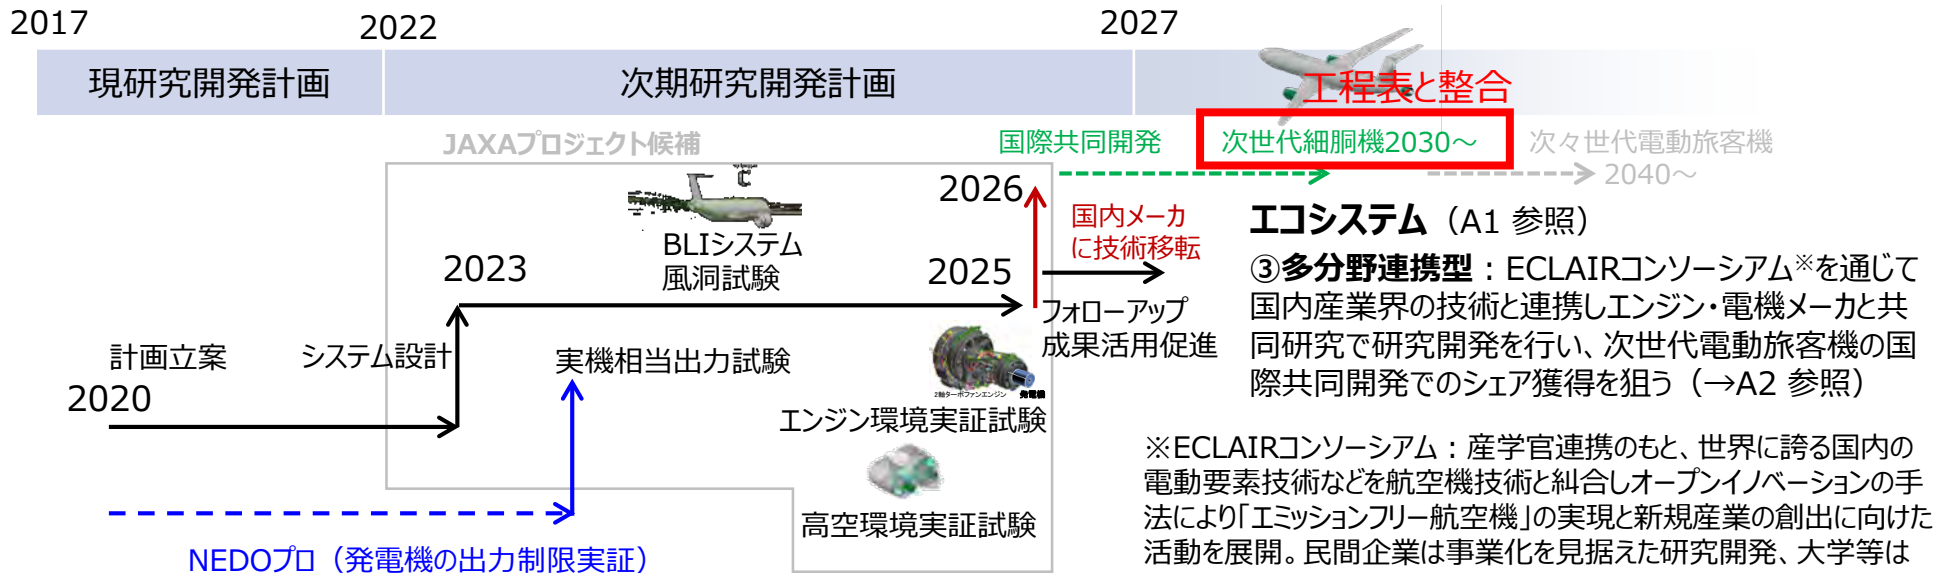 2017
2022
2027
現研究開発計画
次期研究開発計画
工程表と整合
JAXAプロジェクト候補
国際共同開発
次世代細胴機2030～
次々世代電動旅客機
2040～
2026
国内メーカ
に技術移転
BLIシステム
風洞試験
2023
2025
フォローアップ
成果活用促進
計画立案
システム設計
実機相当出力試験
2020
2軸ターボファンエンジン
発電機
エンジン環境実証試験
高空環境実証試験
NEDOプロ（発電機の出力制限実証）
エコシステム（A1 参照）
③多分野連携型：ECLAIRコンソーシアム※を通じて
国内産業界の技術と連携しエンジン・電機メーカと共
同研究で研究開発を行い、次世代電動旅客機の国
際共同開発でのシェア獲得を狙う（→A2 参照）
※ECLAIRコンソーシアム：産学官連携のもと、世界に誇る国内の
電動要素技術などを航空機技術と糾合しオープンイノベーションの手
法により「エミッションフリー航空機」の実現と新規産業の創出に向けた
活動を展開。民間企業は事業化を見据えた研究開発、大学等は